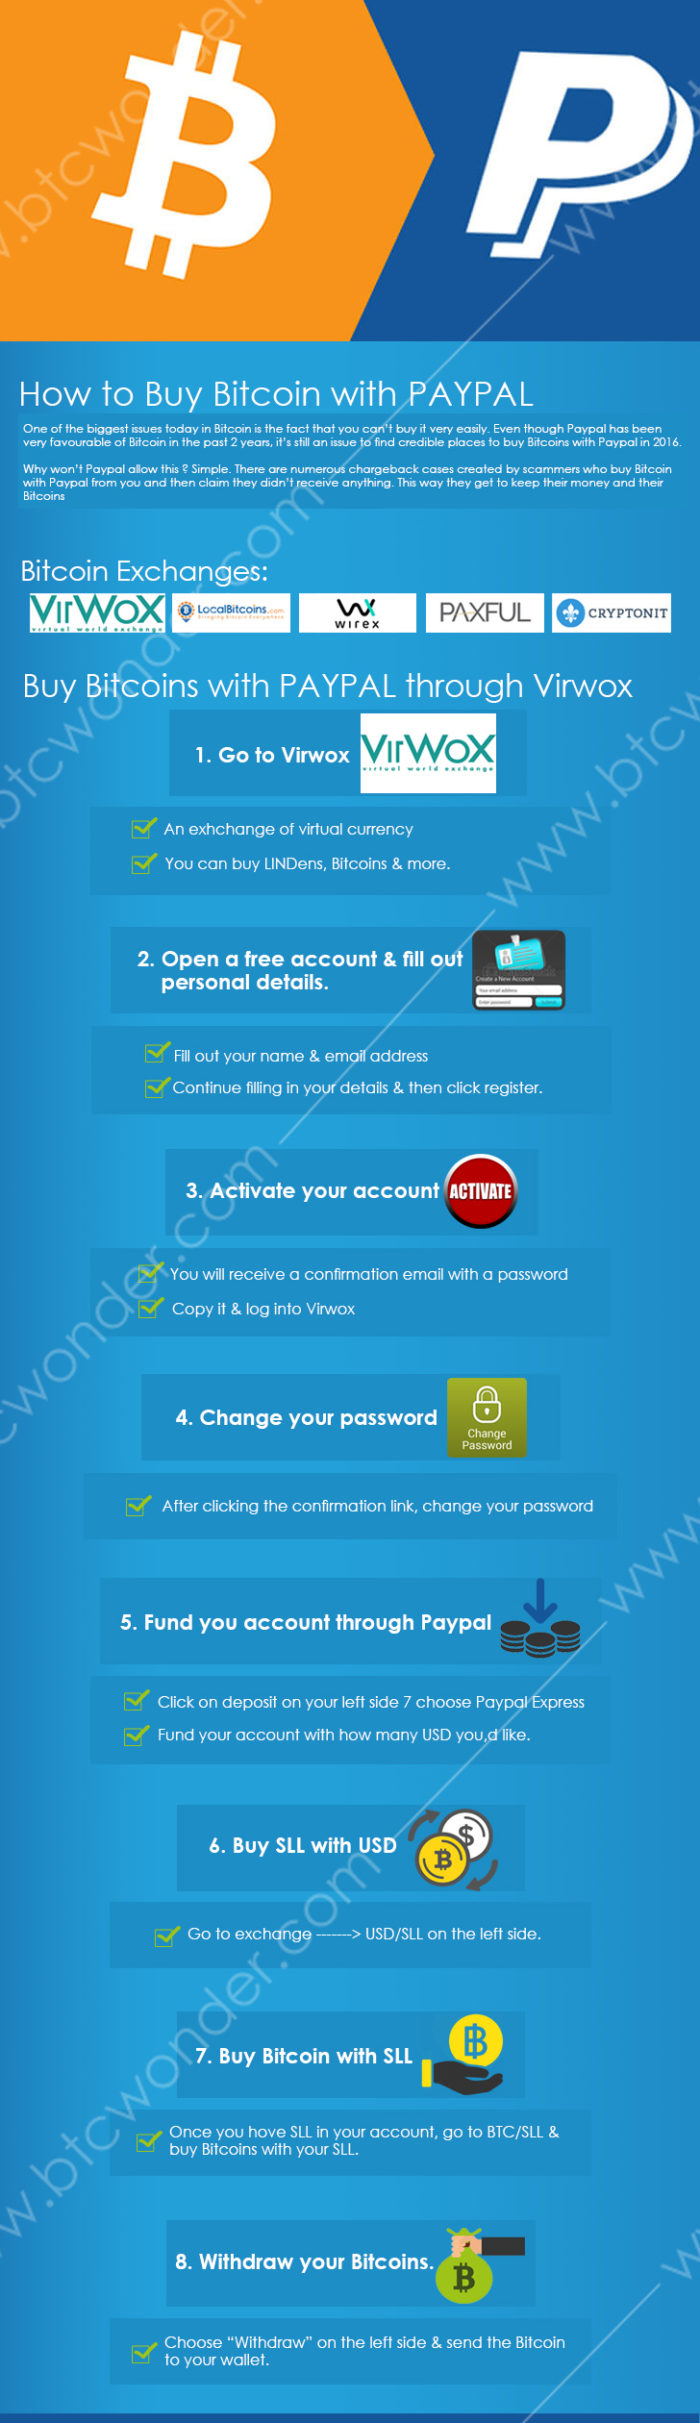 How to Buy Bitcoin with PAYPAL
One of the biggest issues today in Bitcoin is the fact that you can't buy it very easily. Even though Paypal has been
very favourable of Bitcoin in the past 2 years, it's still an issue to find credible places to buy Bitcoins with Paypal in 2016.
Why won't Paypal allow this ? Simple. There are numerous chargeback cases created by scammers who buy Bitcoin
with Paypal from you and then claim they didn't receive anything. This way they get to keep their money and their
Bitcoins
Bitcoin Exchanges:
VirWoX
virtual world exchange
LocalBitcoins.com
Bringing Bitcoin Everywhere
wirex
PAXFUL
CRYPTONIT
Buy Bitcoins with PAYPAL through Virwox
1. Go to Virwox
VirWoX
virtual world exchange
An exhchange of virtual currency
You can buy LINDens, Bitcoins & more.
2. Open a free account & fill out
personal details.
Create a New Account
Your email address
Enter password
Submit
Fill out your name & email address
Continue filling in your details & then click register.
3. Activate your account
ACTIVATE
You will receive a confirmation email with a password
Copy it & log into Virwox
4. Change your password
Change
Password
After clicking the confirmation link, change your password
5. Fund you account through Paypal
Click on deposit on your left side 7 choose Paypal Express
Fund your account with how many USD you,d like.
6. Buy SLL with USD
Go to exchange -------> USD/SLL on the left side.
7. Buy Bitcoin with SLL
Once you hove SLL in your account, go to BTC/SLL &
buy Bitcoins with your SLL.
8. Withdraw your Bitcoins.
Choose “Withdraw” on the left side & send the Bitcoin
to your wallet.
www.btcwonder.com